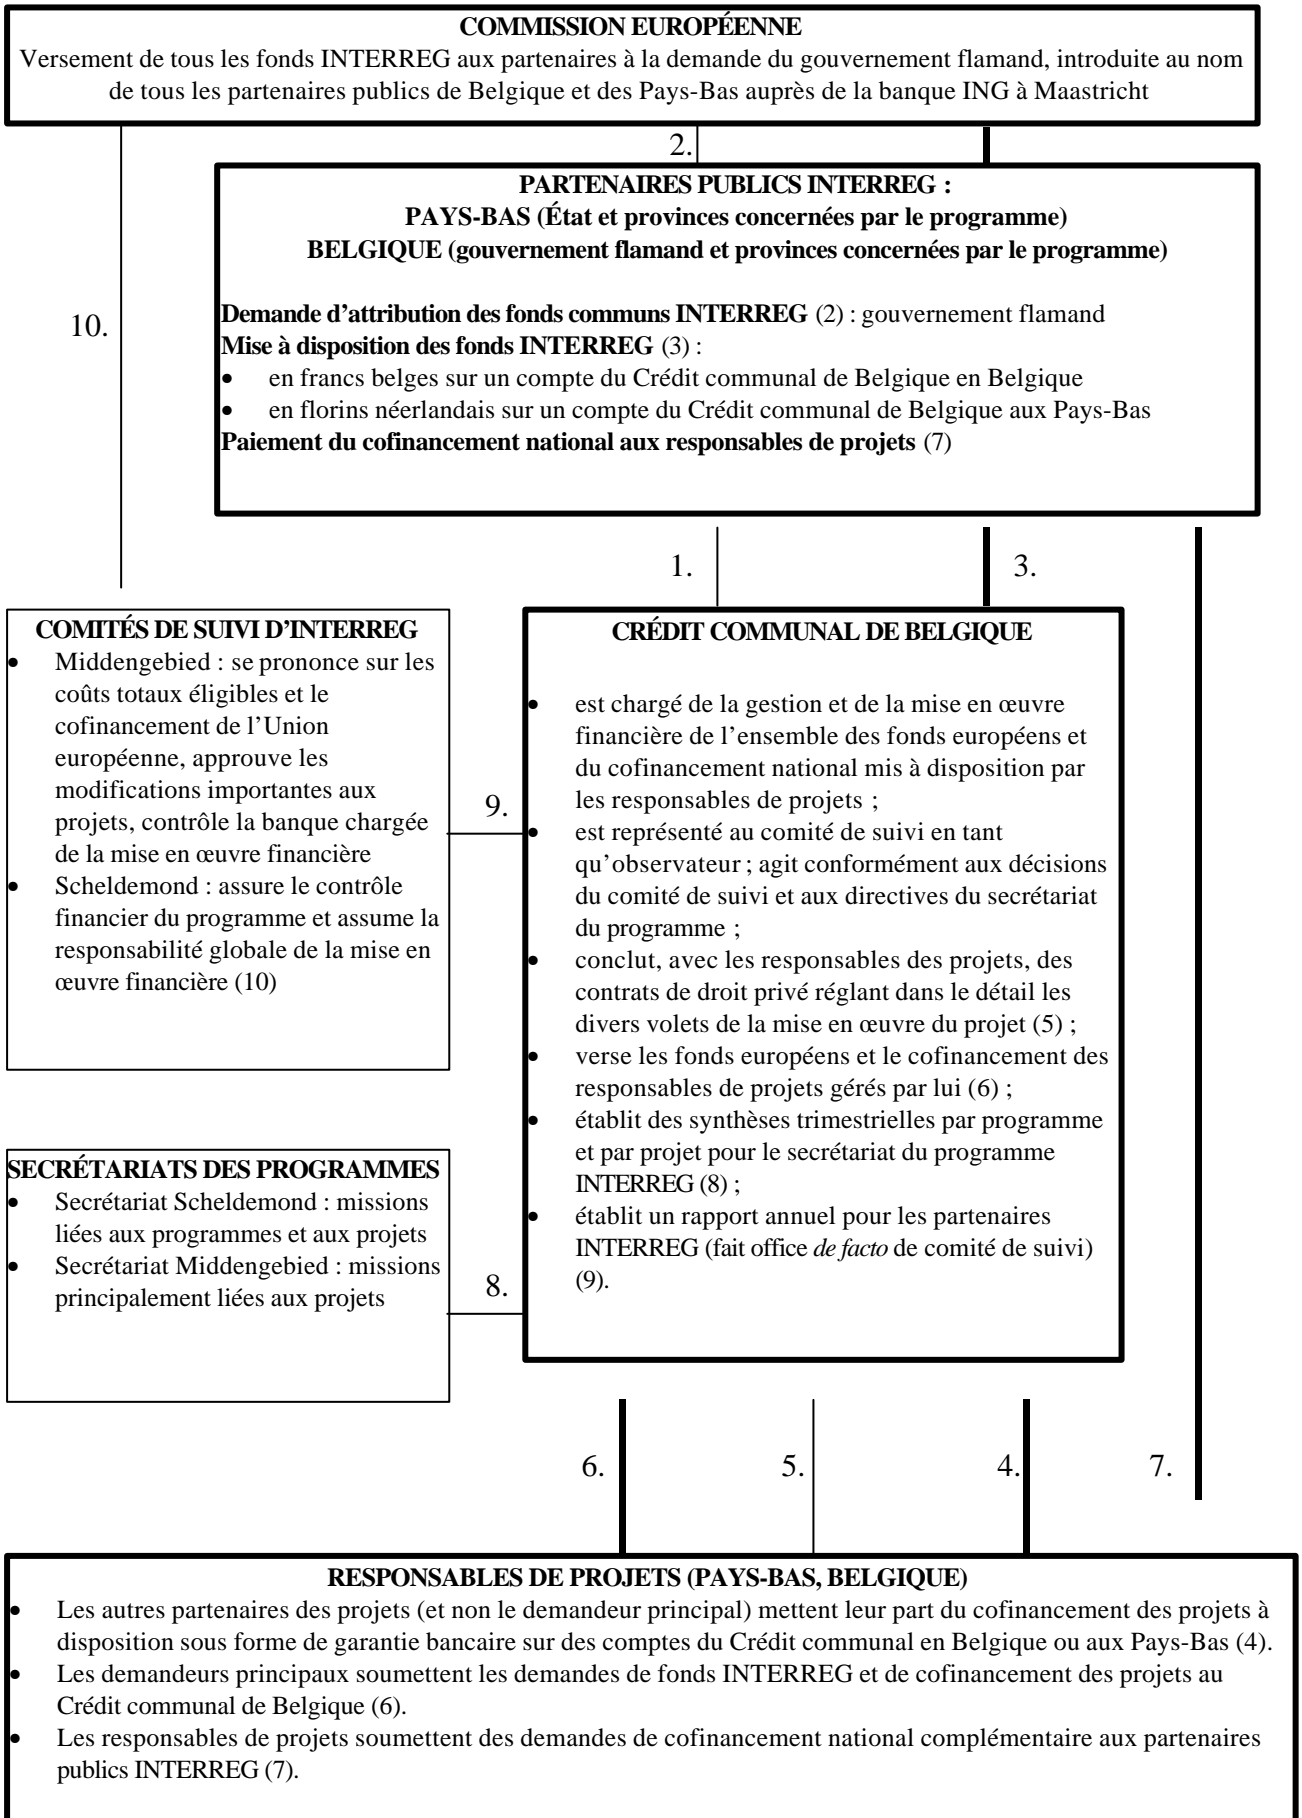 COMMISSION EUROPÉENNE
Versement de tous les fonds INTERREG aux partenaires à la demande du gouvernement flamand, introduite au nom
de tous les partenaires publics de Belgique et des Pays-Bas auprès de la banque ING à Maastricht
2.
PARTENAIRES PUBLICS INTERREG :
PAYS-BAS (État et provinces concernées par le programme)
BELGIQUE (gouvernement flamand et provinces concernées par le programme)
10.
Demande d’attribution des fonds communs INTERREG (2) : gouvernement flamand
Mise à disposition des fonds INTERREG (3) :
• en francs belges sur un compte du Crédit communal de Belgique en Belgique
• en florins néerlandais sur un compte du Crédit communal de Belgique aux Pays-Bas
Paiement du cofinancement national aux responsables de projets (7)
1.
3.
COMITÉS DE SUIVI D’INTERREG
• Middengebied : se prononce sur les
coûts totaux éligibles et le
cofinancement de l’Union
européenne, approuve les
modifications importantes aux
projets, contrôle la banque chargée
de la mise en œuvre financière
• Scheldemond : assure le contrôle
financier du programme et assume la
responsabilité globale de la mise en
œuvre financière (10)
9.
CRÉDIT COMMUNAL DE BELGIQUE
• est chargé de la gestion et de la mise en œuvre
financière de l’ensemble des fonds européens et
du cofinancement national mis à disposition par
les responsables de projets ;
• est représenté au comité de suivi en tant
qu’observateur ; agit conformément aux décisions
du comité de suivi et aux directives du secrétariat
du programme ;
• conclut, avec les responsables des projets, des
contrats de droit privé réglant dans le détail les
divers volets de la mise en œuvre du projet (5) ;
• verse les fonds européens et le cofinancement des
responsables de projets gérés par lui (6) ;
• établit des synthèses trimestrielles par programme
et par projet pour le secrétariat du programme
INTERREG (8) ;
• établit un rapport annuel pour les partenaires
INTERREG (fait office de facto de comité de suivi)
(9).
SECRÉTARIATS DES PROGRAMMES
• Secrétariat Scheldemond : missions
liées aux programmes et aux projets
• Secrétariat Middengebied : missions
principalement liées aux projets
8.
6.
5.
4.
7.
RESPONSABLES DE PROJETS (PAYS-BAS, BELGIQUE)
• Les autres partenaires des projets (et non le demandeur principal) mettent leur part du cofinancement des projets à
disposition sous forme de garantie bancaire sur des comptes du Crédit communal en Belgique ou aux Pays-Bas (4).
• Les demandeurs principaux soumettent les demandes de fonds INTERREG et de cofinancement des projets au
Crédit communal de Belgique (6).
• Les responsables de projets soumettent des demandes de cofinancement national complémentaire aux partenaires
publics INTERREG (7).